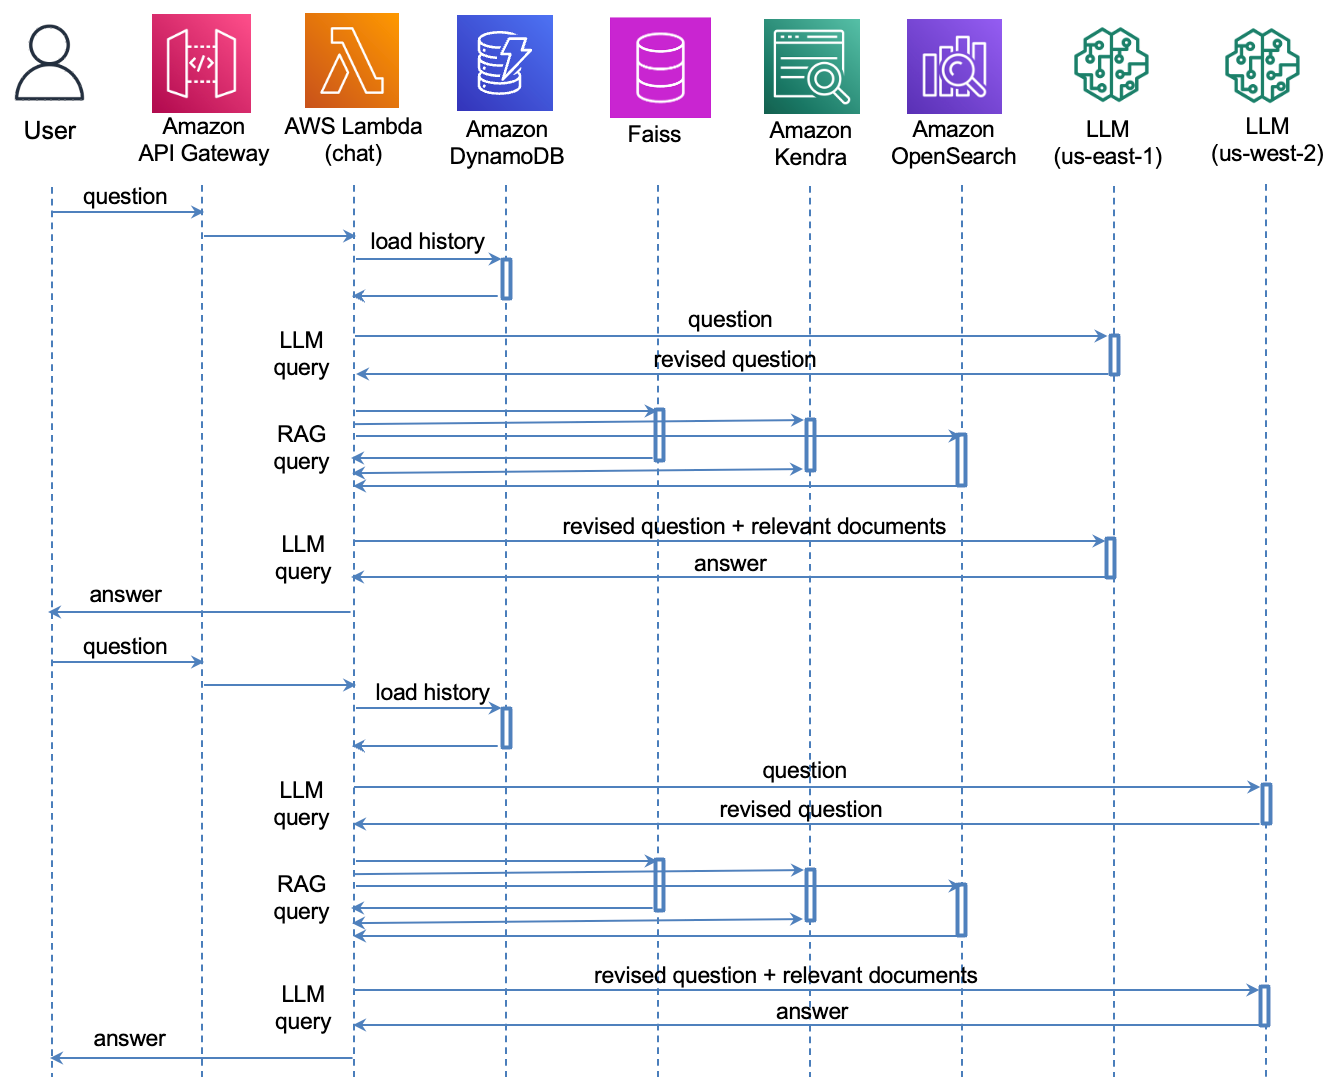 User
Amazon
API Gateway
AWS Lambda
(chat)
Amazon
DynamoDB
Faiss
Amazon
Kendra
Amazon
OpenSearch
LLM
(us-east-1)
LLM
(us-west-2)
</>
question
load history
LLM
query
question
revised question
RAG
query
LLM
query
revised question + relevant documents
answer
answer
question
load history
LLM
query
question
revised question
RAG
query
LLM
query
revised question + relevant documents
answer
answer